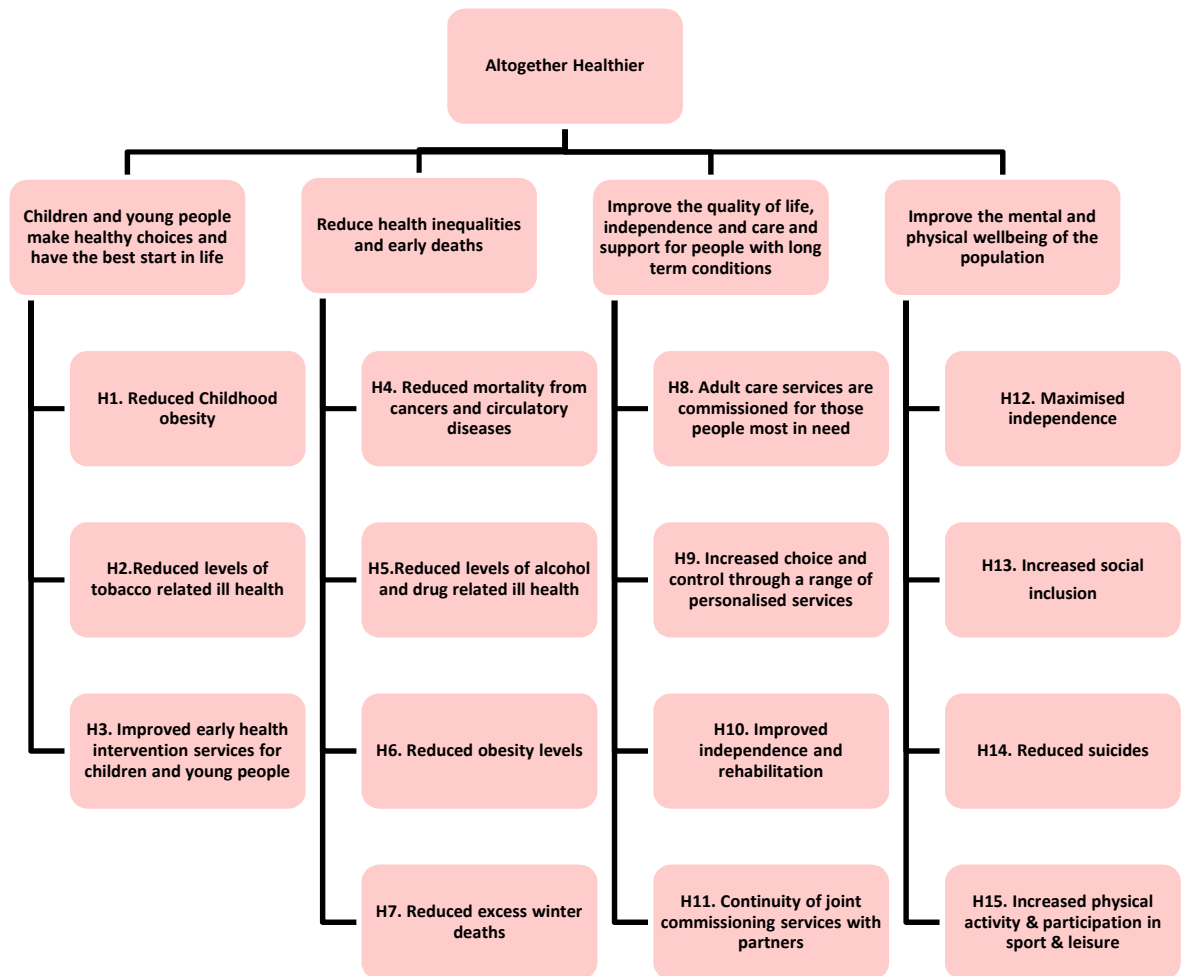 Altogether Healthier
Children and young people
make healthy choices and
have the best start in life
Reduce health inequalities
and early deaths
Improve the quality of life,
independence and care and
support for people with long
term conditions
Improve the mental and
physical wellbeing of the
population
H1. Reduced Childhood
obesity
H2.Reduced levels of
tobacco related ill health
H3. Improved early health
intervention services for
children and young people
H4. Reduced mortality from
cancers and circulatory
diseases
H5.Reduced levels of alcohol
and drug related ill health
H6. Reduced obesity levels
H7. Reduced excess winter
deaths
H8. Adult care services are
commissioned for those
people most in need
H9. Increased choice and
control through a range of
personalised services
H10. Improved
independence and
rehabilitation
H11. Continuity of joint
commissioning services with
partners
H12. Maximised
independence
H13. Increased social
inclusion
H14. Reduced suicides
H15. Increased physical
activity & participation in
sport & leisure